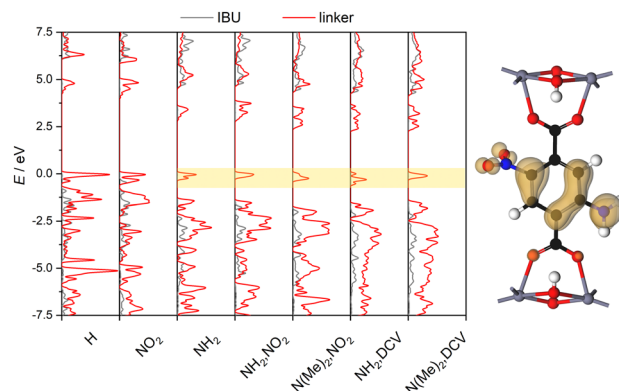 IBU
linker
7.5
5.0
2.5
0.0
-2.5
-5.0
-7.5
E / eV
H
NO₂
NH₂
NH₂,NO₂
N(Me)₂,NO₂
NH₂,DCV
N(Me)₂,DCV